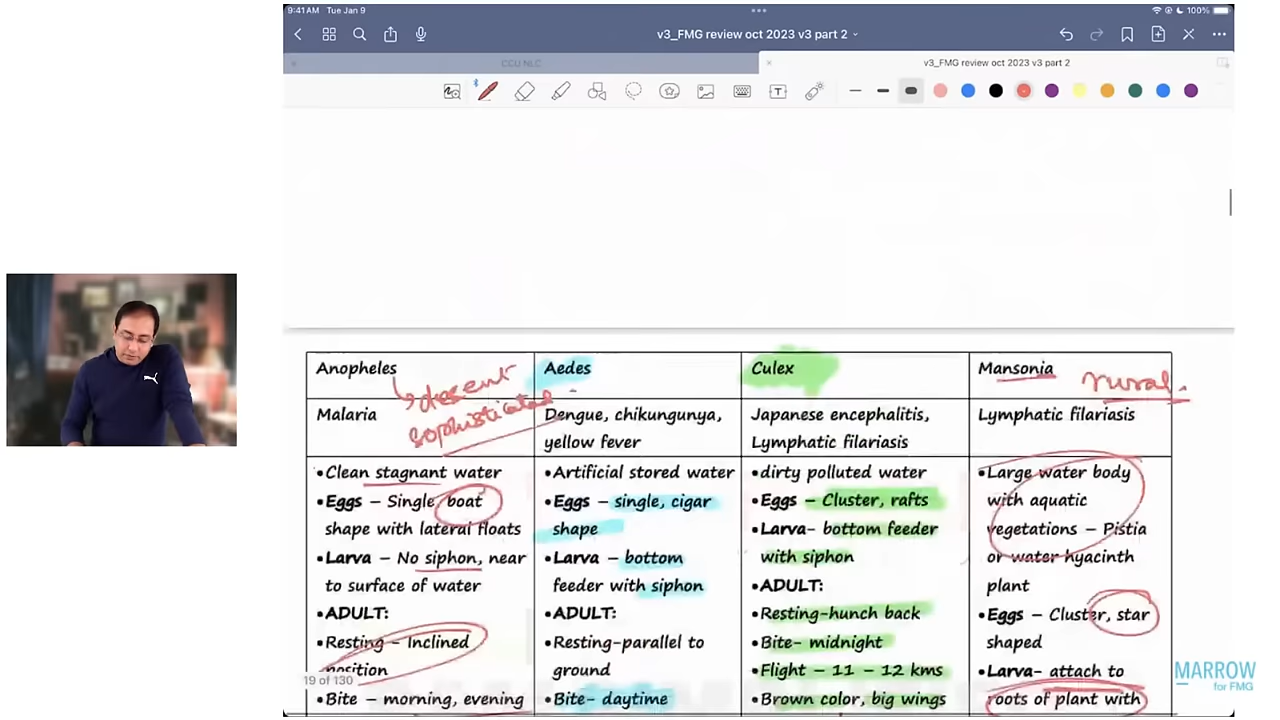 9:41 AM Tue Jan 9
100%
v3_FMG review oct 2023 v3 part 2
CCU NLC
v3_FMG review oct 2023 v3 part 2
Anopheles
decent
sophisticated
Malaria
•Clean stagnant water
•Eggs – Single, boat
shape with lateral floats
•Larva – No siphon, near
to surface of water
•ADULT:
•Resting – Inclined
position
•Bite – morning, evening
Aedes
Dengue, chikungunya,
yellow fever
•Artificial stored water
•Eggs – single, cigar
shape
•Larva – bottom
feeder with siphon
•ADULT:
•Resting-parallel to
ground
•Bite- daytime
Culex
Japanese encephalitis,
Lymphatic filariasis
•dirty polluted water
•Eggs – Cluster, rafts
•Larva- bottom feeder
with siphon
•ADULT:
•Resting-hunch back
•Bite- midnight
•Flight – 11 – 12 kms
•Brown color, big wings
Mansonia
rural.
Lymphatic filariasis
•Large water body
with aquatic
vegetations – Pistia
or water hyacinth
plant
•Eggs – Cluster, star
shaped
•Larva- attach to
roots of plant with
19 of 130
MARROW
for FMG